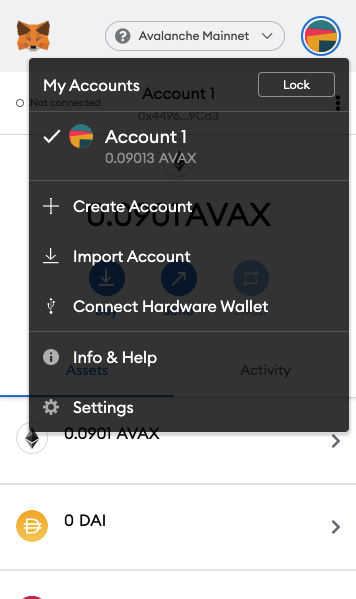 Avalanche Mainnet
My Accounts
Lock
Not connected
Account 1
0x4496...9Cd3
Account 1
0.09013 AVAX
0.0901 AVAX
Create Account
Import Account
Connect Hardware Wallet
Info & Help
Assets
Activity
Settings
0.0901 AVAX
0 DAI